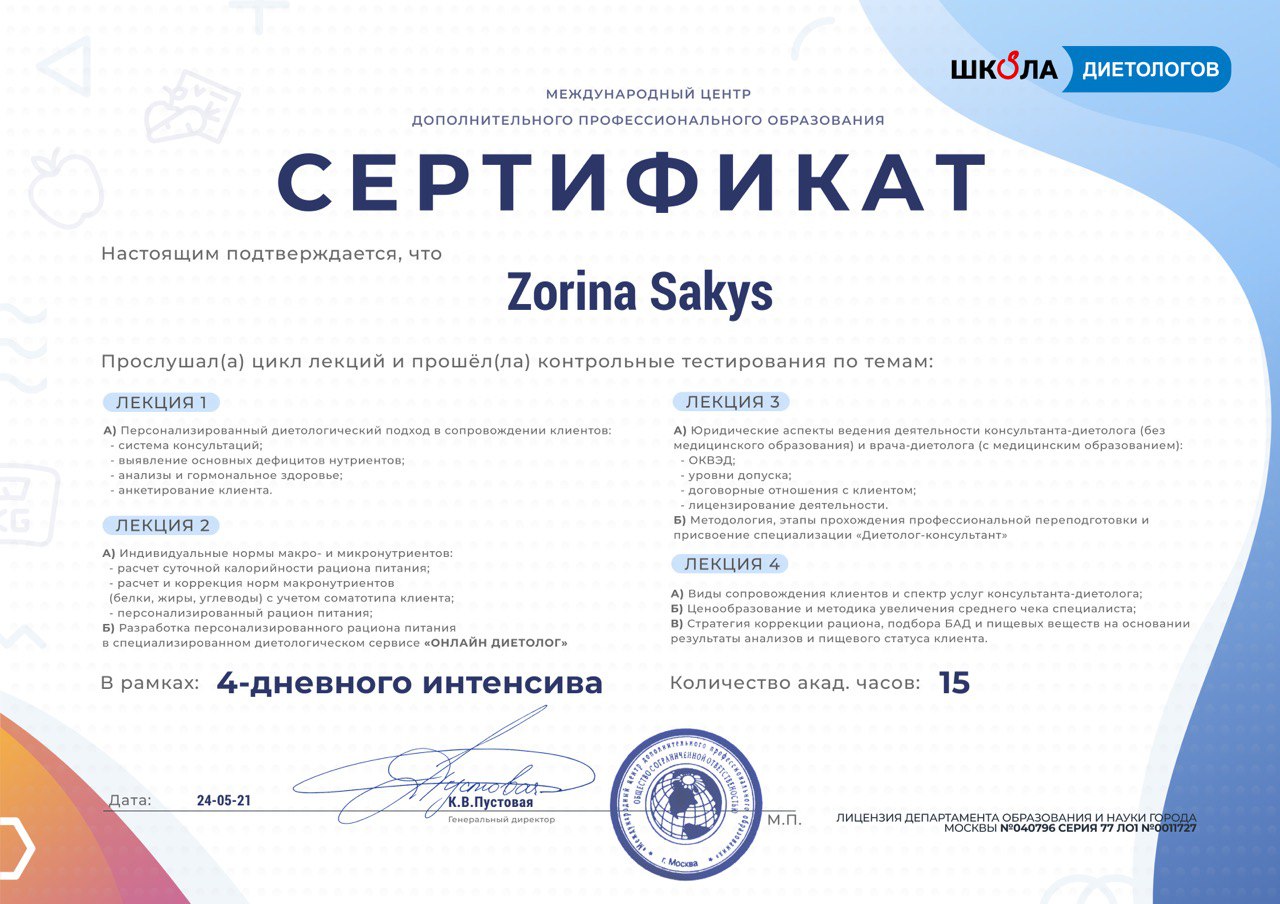 ШКОЛА ДИЕТОЛОГОВ
МЕЖДУНАРОДНЫЙ ЦЕНТР
ДОПОЛНИТЕЛЬНОГО ПРОФЕССИОНАЛЬНОГО ОБРАЗОВАНИЯ
СЕРТИФИКАТ
Настоящим подтверждается, что
Zorina Sakys
Прослушал(а) цикл лекций и прошёл(ла) контрольные тестирования по темам:
ЛЕКЦИЯ 1
А) Персонализированный диетологический подход в сопровождении клиентов:
- система консультаций;
- выявление основных дефицитов нутриентов;
- анализы и гормональное здоровье;
- анкетирование клиента.
ЛЕКЦИЯ 2
А) Индивидуальные нормы макро- и микронутриентов:
- расчет суточной калорийности рациона питания;
- расчет и коррекция норм макронутриентов
(белки, жиры, углеводы) с учетом соматотипа клиента;
- персонализированный рацион питания;
Б) Разработка персонализированного рациона питания
в специализированном диетологическом сервисе «ОНЛАЙН ДИЕТОЛОГ»
ЛЕКЦИЯ 3
А) Юридические аспекты ведения деятельности консультанта-диетолога (без
медицинского образования) и врача-диетолога (с медицинским образованием):
- ОКВЭД;
- уровни допуска;
- договорные отношения с клиентом;
- лицензирование деятельности.
Б) Методология, этапы прохождения профессиональной переподготовки и
присвоение специализации «Диетолог-консультант»
ЛЕКЦИЯ 4
А) Виды сопровождения клиентов и спектр услуг консультанта-диетолога;
Б) Ценообразование и методика увеличения среднего чека специалиста;
В) Стратегия коррекции рациона, подбора БАД и пищевых веществ на основании
результаты анализов и пищевого статуса клиента.
В рамках: 4-дневного интенсива
Количество акад. часов: 15
Дата: 24-05-21
Пустовая
К.В.Пустовая
Генеральный директор
«Международный центр дополнительного профессионального образования»
ОБЩЕСТВО С ОГРАНИЧЕННОЙ ОТВЕТСТВЕННОСТЬЮ
г. Москва
М.П.
ЛИЦЕНЗИЯ ДЕПАРТАМЕНТА ОБРАЗОВАНИЯ И НАУКИ ГОРОДА
МОСКВЫ №040796 СЕРИЯ 77 ЛО1 №0011727
KG